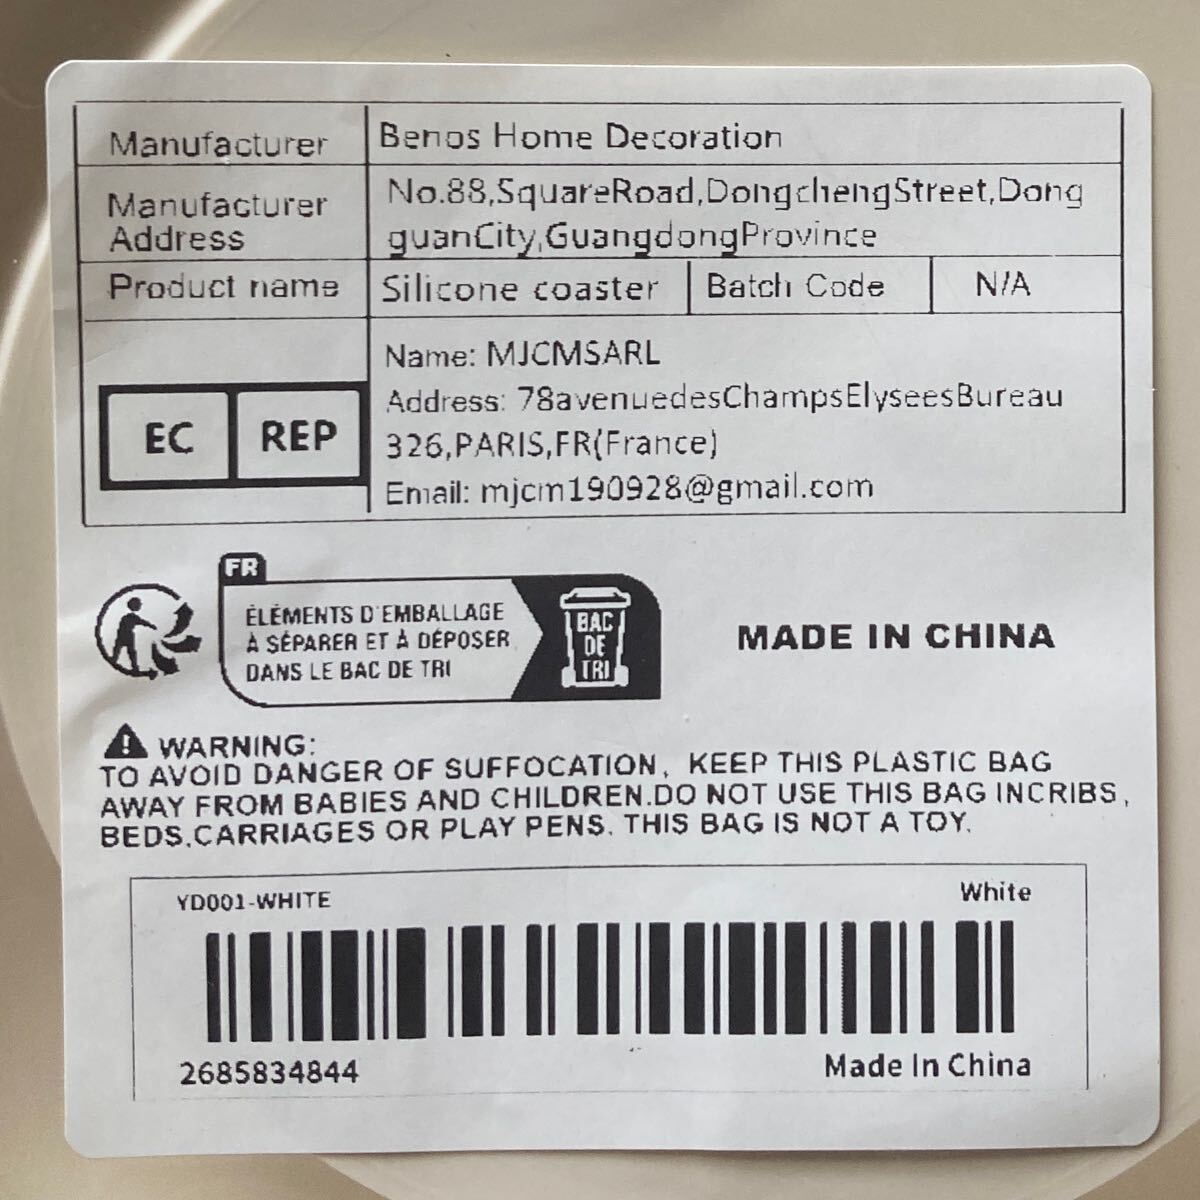 Manufacturer Benos Home Decoration
Manufacturer Address No.88,SquareRoad,DongchengStreet,Dong
guanCity,GuangdongProvince
Product name Silicone coaster Batch Code N/A
EC REP
Name: MJCMSARL
Address: 78avenuedesChampsElyseesBureau
326,PARIS,FR(France)
Email: mjcm190928@gmail.com
FR
ÉLÉMENTS D'EMBALLAGE
À SÉPARER ET À DÉPOSER
DANS LE BAC DE TRI
BAC
DE
TRI
MADE IN CHINA
WARNING:
TO AVOID DANGER OF SUFFOCATION, KEEP THIS PLASTIC BAG
AWAY FROM BABIES AND CHILDREN.DO NOT USE THIS BAG INCRIBS,
BEDS.CARRIAGES OR PLAY PENS. THIS BAG IS NOT A TOY.
YD001-WHITE White
2685834844 Made In China